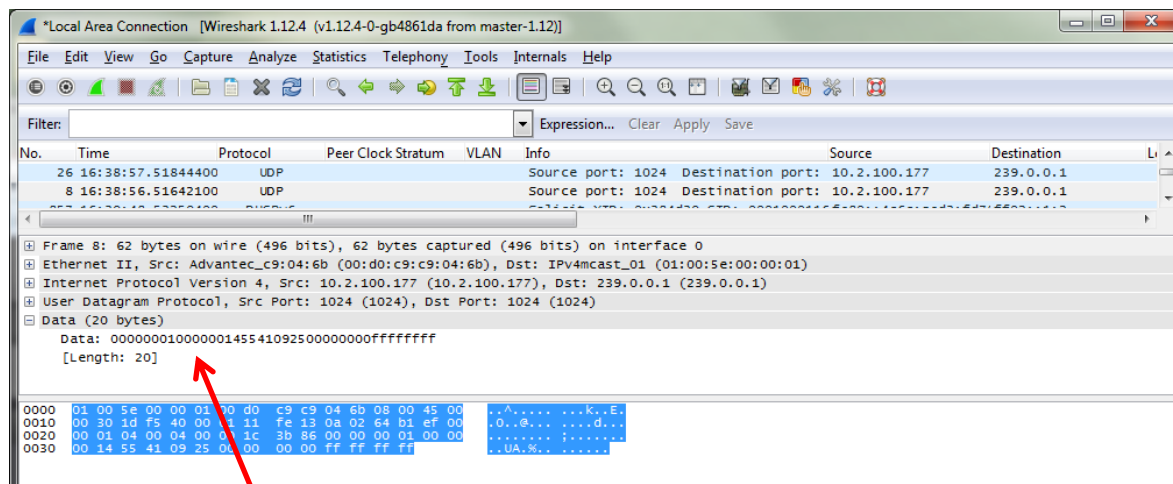 *Local Area Connection [Wireshark 1.12.4 (v1.12.4-0-gb4861da from master-1.12)]
File Edit View Go Capture Analyze Statistics Telephony Tools Internals Help
Filter: Expression... Clear Apply Save
No. Time Protocol Peer Clock Stratum VLAN Info Source Destination
26 16:38:57.51844400 UDP Source port: 1024 Destination port: 10.2.100.177 239.0.0.1
8 16:38:56.51642100 UDP Source port: 1024 Destination port: 10.2.100.177 239.0.0.1
Frame 8: 62 bytes on wire (496 bits), 62 bytes captured (496 bits) on interface 0
Ethernet II, Src: Advantec_c9:04:6b (00:d0:c9:c9:04:6b), Dst: IPv4mcast_01 (01:00:5e:00:00:01)
Internet Protocol Version 4, Src: 10.2.100.177 (10.2.100.177), Dst: 239.0.0.1 (239.0.0.1)
User Datagram Protocol, Src Port: 1024 (1024), Dst Port: 1024 (1024)
Data (20 bytes)
Data: 00000001000000145541092500000000ffffffff
[Length: 20]
0000 01 00 5e 00 00 01 00 d0 c9 c9 04 6b 08 00 45 00 ..^..... ...k..E.
0010 00 30 1d f5 40 00 01 11 fe 13 0a 02 64 b1 ef 00 .0..@... ....d...
0020 00 01 04 00 04 00 00 1c 3b 86 00 00 00 01 00 00 ........ ;.......
0030 00 14 55 41 09 25 00 00 00 00 ff ff ff ff ..UA.%.. ......